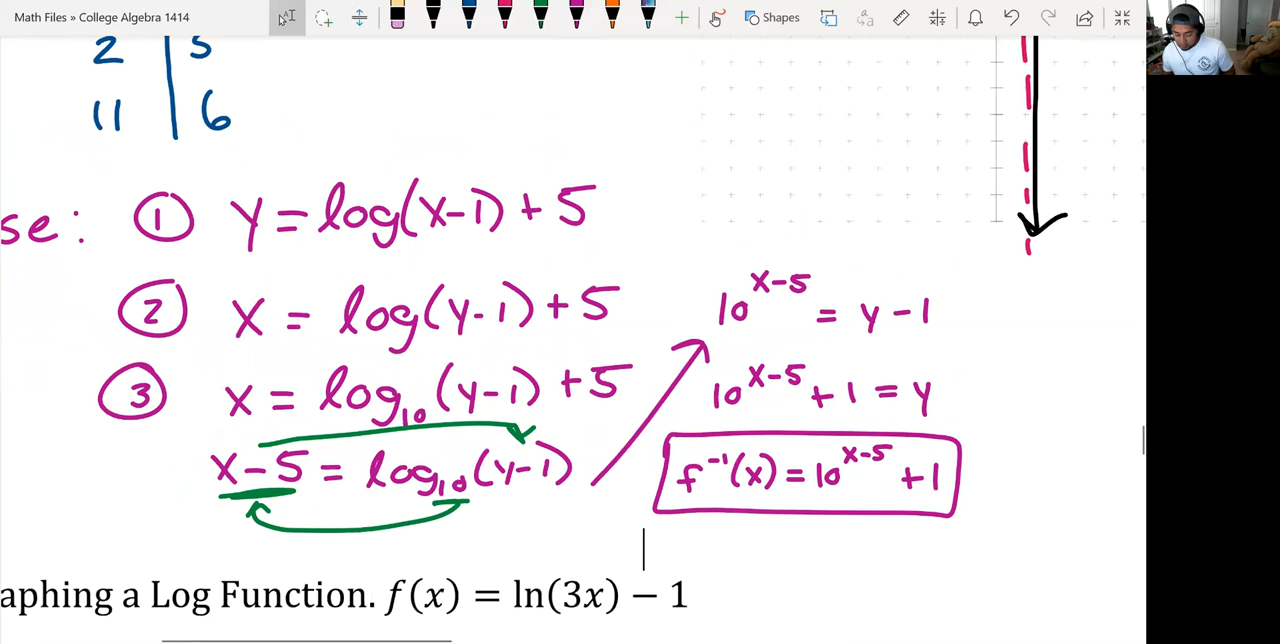 Math Files » College Algebra 1414
Shapes
2 | 5
11 | 6
se: ① y = log(x-1) + 5
② x = log(y-1) + 5
③ x = log₁₀(y-1) + 5
x-5 = log₁₀(y-1)
10^(x-5) = y - 1
10^(x-5) + 1 = y
f⁻¹(x) = 10^(x-5) + 1
aphing a Log Function. f(x) = ln(3x) − 1